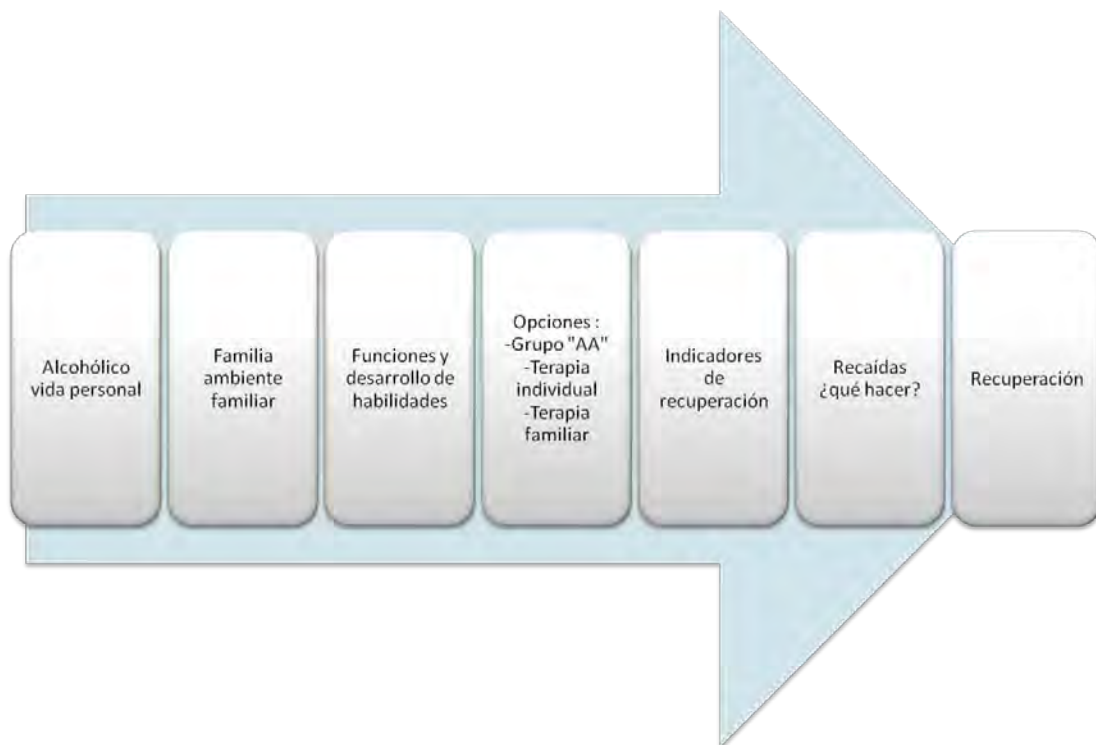 Alcohólico
vida personal
Familia
ambiente
familiar
Funciones y
desarrollo de
habilidades
Opciones :
-Grupo "AA"
-Terapia
individual
-Terapia
familiar
Indicadores
de
recuperación
Recaídas
¿qué hacer?
Recuperación